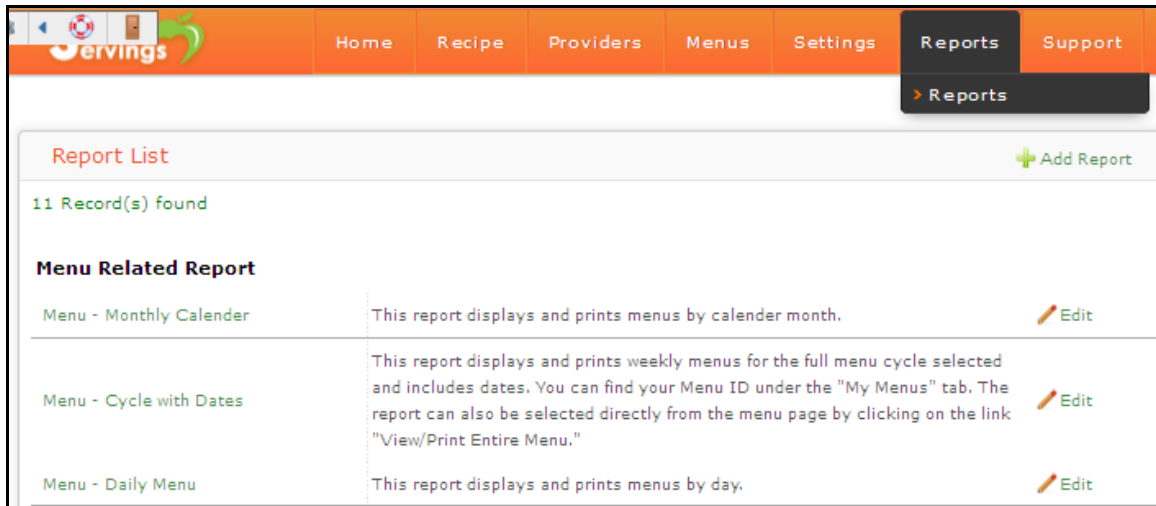 Servings
Home Recipe Providers Menus Settings Reports Support
> Reports
Report List
Add Report
11 Record(s) found
Menu Related Report
Menu - Monthly Calender
This report displays and prints menus by calender month.
Edit
Menu - Cycle with Dates
This report displays and prints weekly menus for the full menu cycle selected
and includes dates. You can find your Menu ID under the "My Menus" tab. The
report can also be selected directly from the menu page by clicking on the link
"View/Print Entire Menu."
Edit
Menu - Daily Menu
This report displays and prints menus by day.
Edit